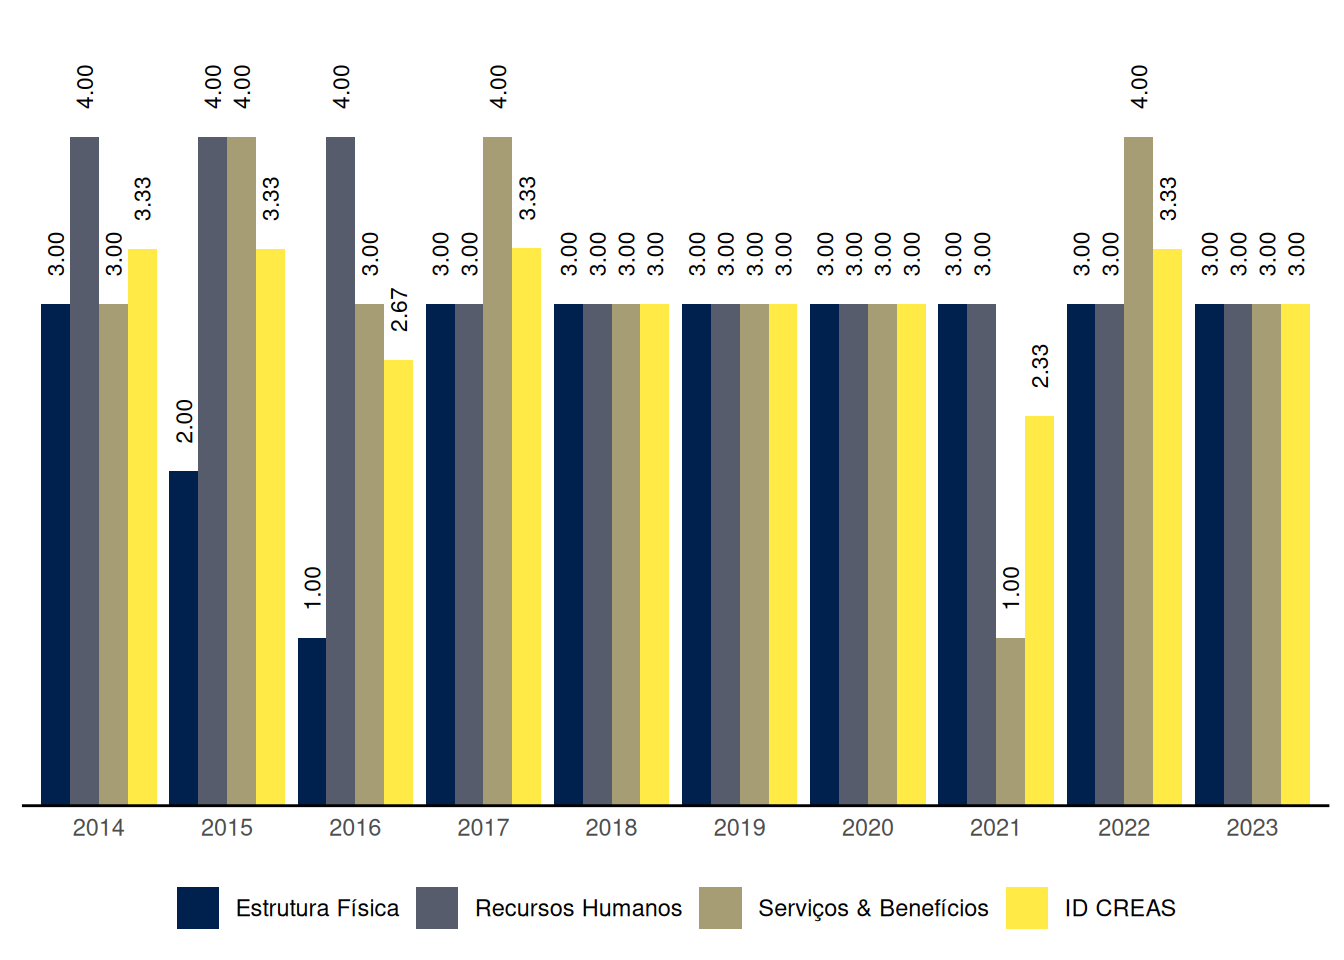 4.00 4.00 4.00 4.00 4.00 4.00
3.33 3.33 3.33 3.33
3.00 3.00 3.00 3.00 3.00 3.00 3.00 3.00 3.00 3.00 3.00 3.00 3.00 3.00 3.00 3.00 3.00 3.00 3.00 3.00 3.00 3.00 3.00 3.00 3.00
2.67
2.33
2.00
1.00 1.00
2014 2015 2016 2017 2018 2019 2020 2021 2022 2023
Estrutura Física Recursos Humanos Serviços & Benefícios ID CREAS